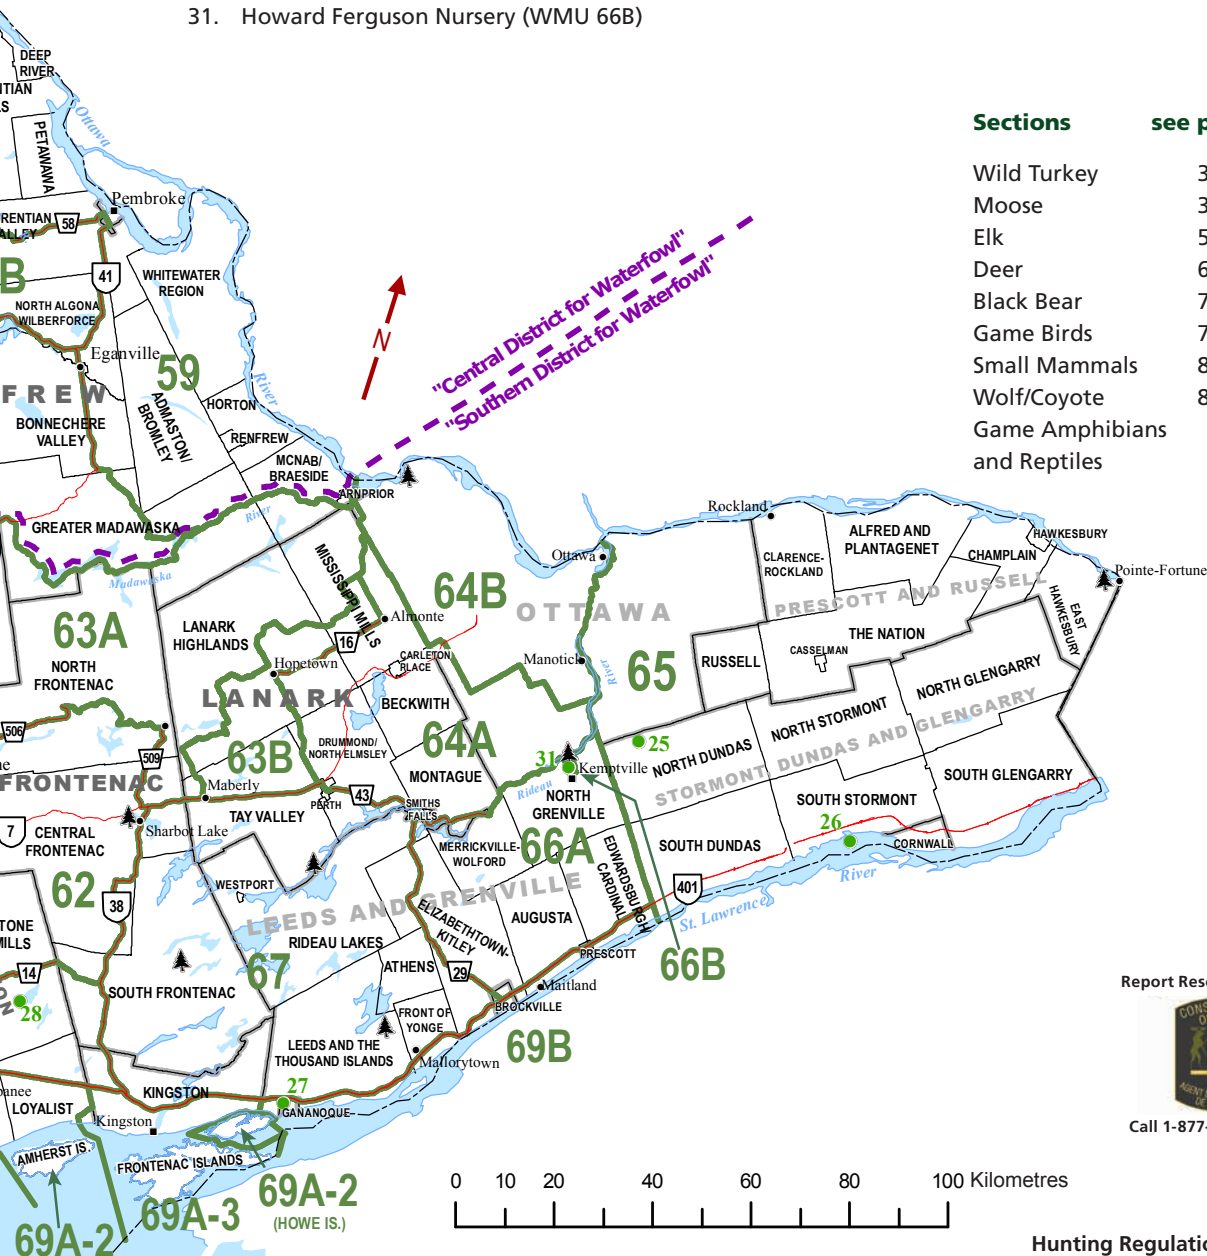 31. Howard Ferguson Nursery (WMU 66B)
DEEP
RIVER
Ottawa
PETAWAWA
Pembroke
58
41
WHITEWATER
REGION
B
NORTH ALGONA
WILBERFORCE
Eganville
59
ADMASTON/
BROMLEY
BONNECHERE
VALLEY
HORTON
River
RENFREW
MCNAB/
BRAESIDE
ARNPRIOR
N
"Central District for Waterfowl"
"Southern District for Waterfowl"
Sections
Wild Turkey
Moose
Elk
Deer
Black Bear
Game Birds
Small Mammals
Wolf/Coyote
Game Amphibians
and Reptiles
GREATER MADAWASKA
River
Madawaska
63A
NORTH
FRONTENAC
MISSISSIPPI MILLS
LANARK
HIGHLANDS
16
Almonte
64B
OTTAWA
Ottawa
Rockland
CLARENCE-
ROCKLAND
ALFRED AND
PLANTAGENET
HAWKESBURY
CHAMPLAIN
Pointe-Fortune
PRESCOTT AND RUSSELL
EAST
HAWKESBURY
THE NATION
CASSELMAN
RUSSELL
65
Manotick
River
Hopetown
CARLETON
PLACE
LANARK
BECKWITH
NORTH GLENGARRY
NORTH STORMONT
506
509
63B
DRUMMOND/
NORTH ELMSLEY
64A
MONTAGUE
31
25
Kemptville
NORTH DUNDAS
STORMONT, DUNDAS AND GLENGARRY
SOUTH GLENGARRY
FRONTENAC
Maberly
PERTH
43
SMITHS
FALLS
Rideau
NORTH
GRENVILLE
SOUTH STORMONT
26
CORNWALL
7
CENTRAL
FRONTENAC
Sharbot Lake
TAY VALLEY
MERRICKVILLE-
WOLFORD
66A
EDWARDSBURGH
CARDINAL
SOUTH DUNDAS
401
River
St. Lawrence
62
38
WESTPORT
LEEDS AND GRENVILLE
RIDEAU LAKES
ELIZABETHTOWN-
KITLEY
AUGUSTA
PRESCOTT
66B
14
28
67
SOUTH FRONTENAC
ATHENS
29
Maitland
BROCKVILLE
FRONT OF
YONGE
69B
LEEDS AND THE
THOUSAND ISLANDS
Mallorytown
KINGSTON
27
GANANOQUE
LOYALIST
Kingston
AMHERST IS.
FRONTENAC ISLANDS
69A-2
69A-3
69A-2
(HOWE IS.)
0 10 20 40 60 80 100 Kilometres